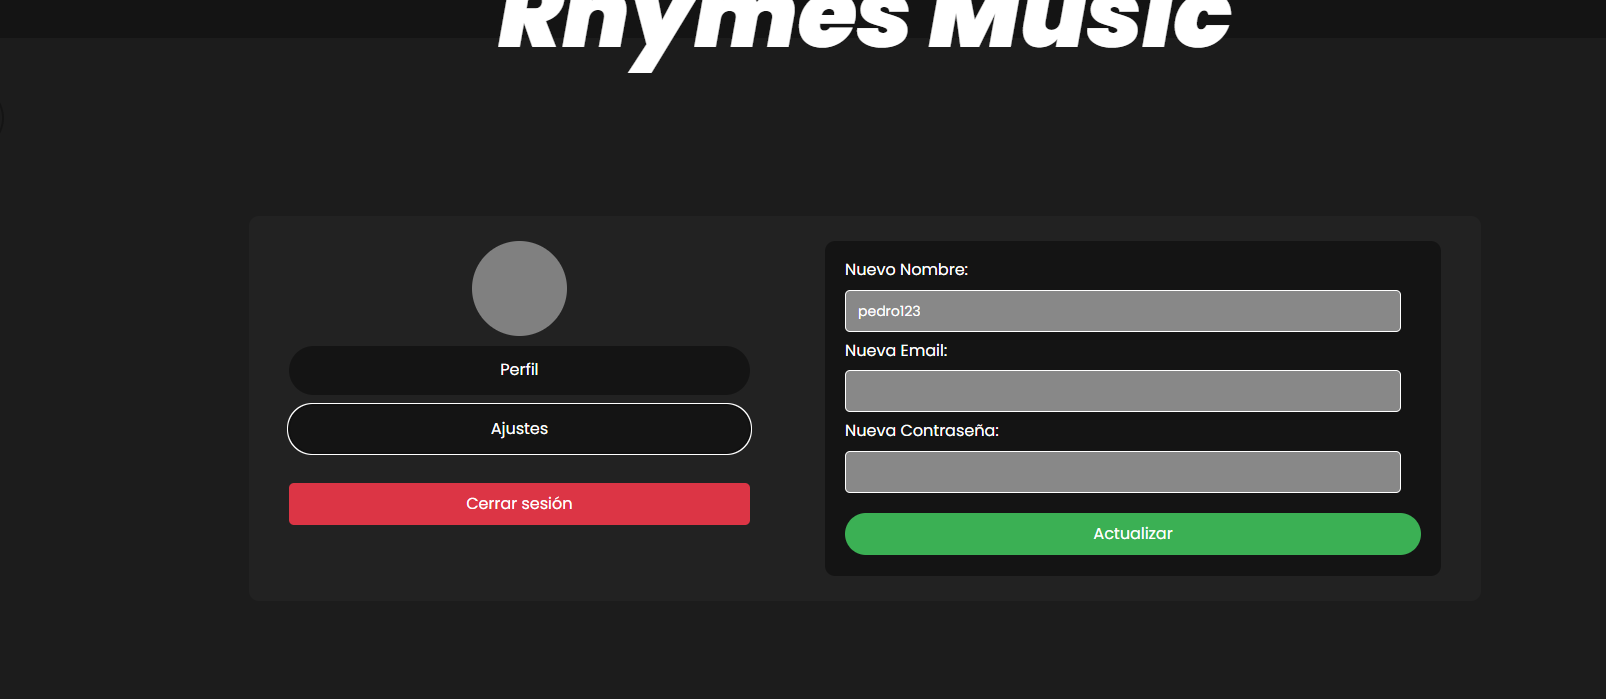 Rhymes Music
Perfil
Ajustes
Cerrar sesión
Nuevo Nombre:
pedro123
Nueva Email:
Nueva Contraseña:
Actualizar